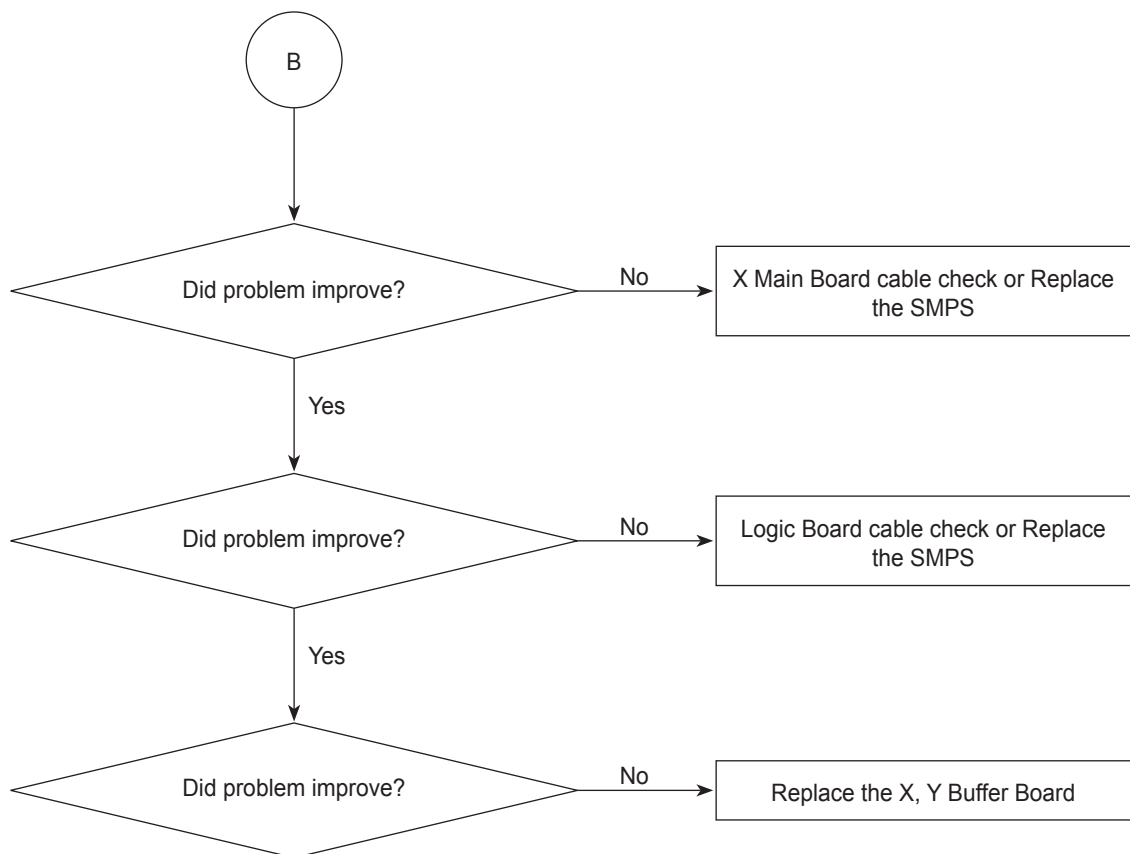 B
Did problem improve?
No
X Main Board cable check or Replace
the SMPS
Yes
Did problem improve?
No
Logic Board cable check or Replace
the SMPS
Yes
Did problem improve?
No
Replace the X, Y Buffer Board